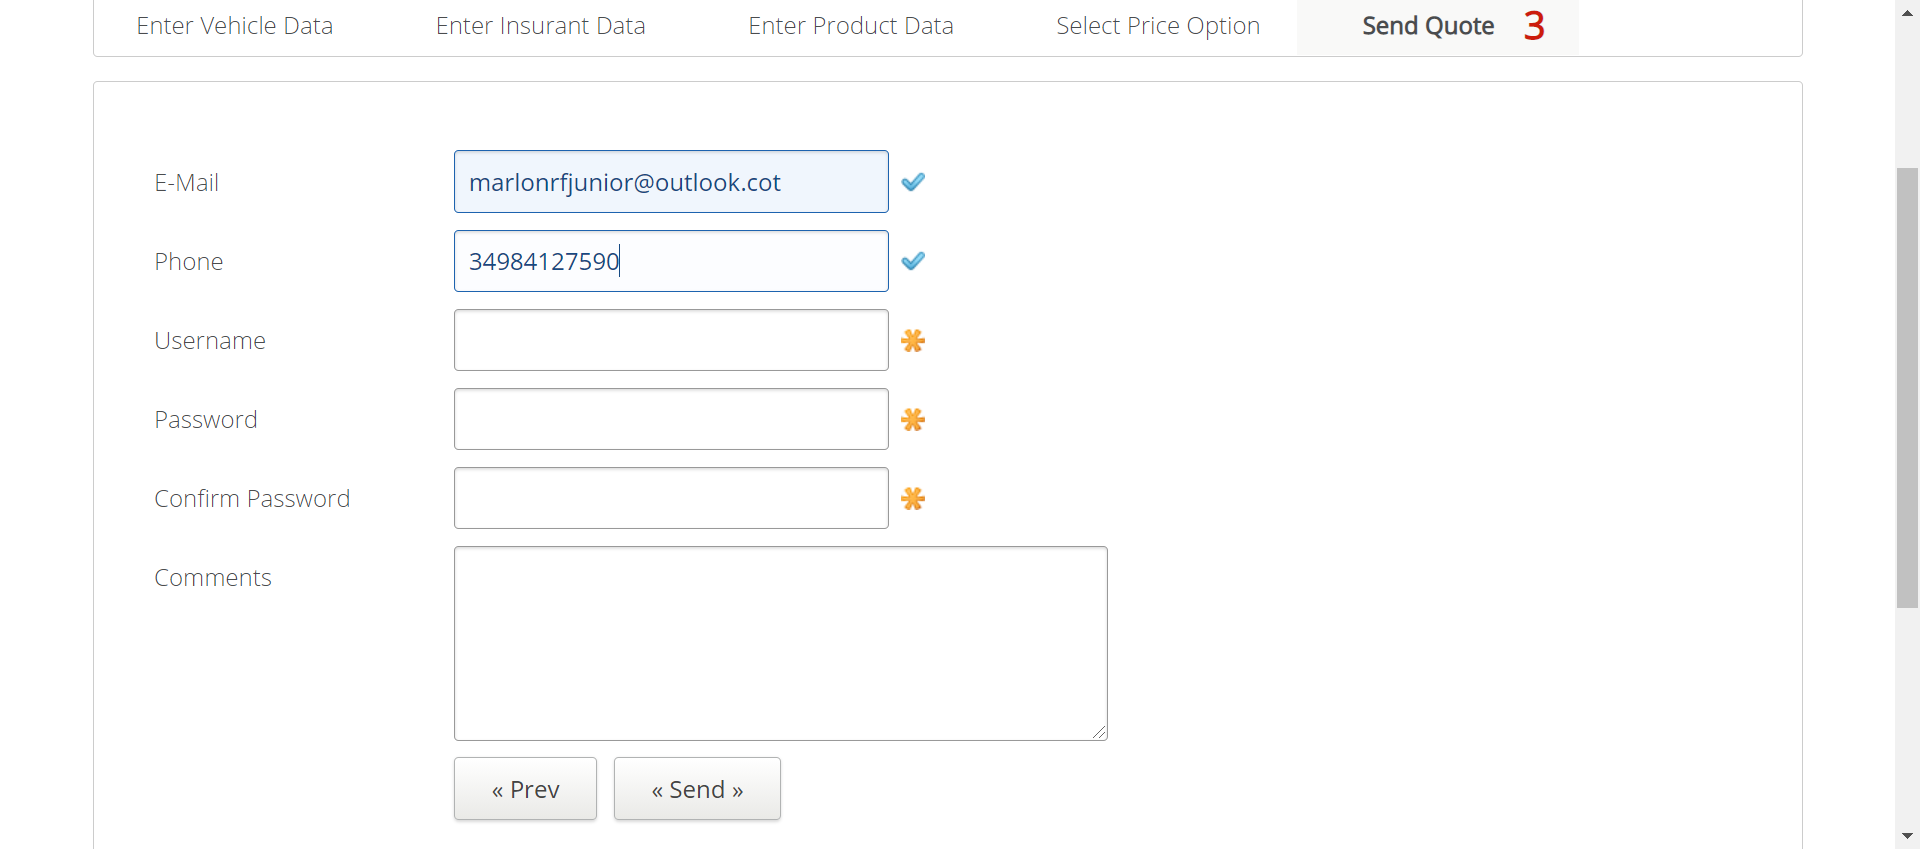 Enter Vehicle Data Enter Insurant Data Enter Product Data Select Price Option Send Quote 3
E-Mail marlonrfjunior@outlook.cot
Phone 34984127590
Username
Password
Confirm Password
Comments
« Prev « Send »